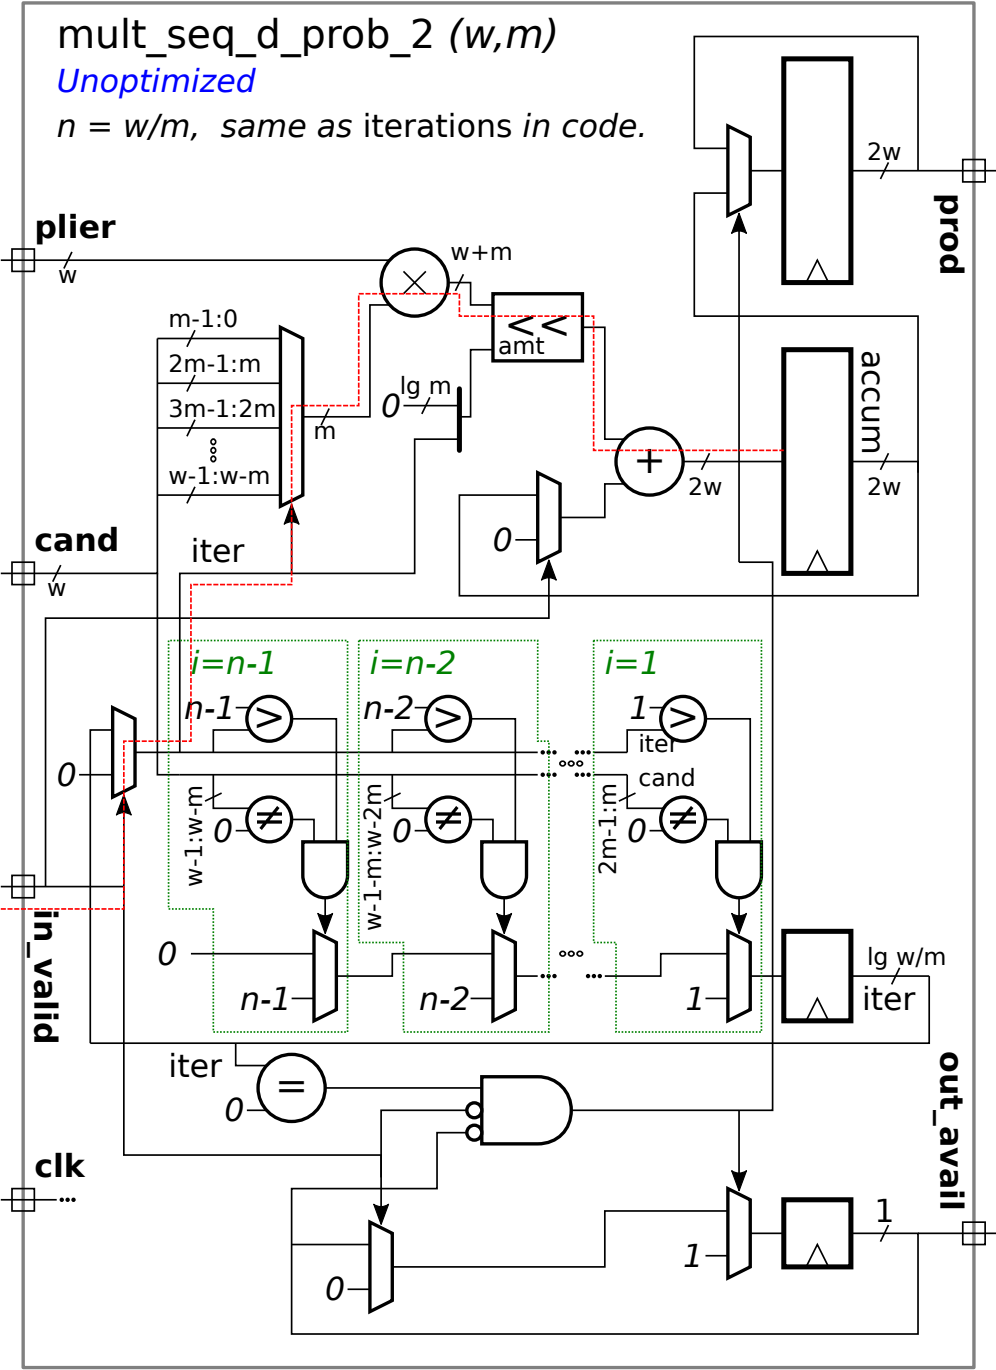 mult_seq_d_prob_2 (w,m)
Unoptimized
n = w/m, same as iterations in code.
2w
prod
plier
w
w+m
m-1:0
2m-1:m
3m-1:2m
w-1:w-m
m
<<
amt
lg m
0
accum
+
2w
2w
0
cand
w
iter
i=n-1
i=n-2
i=1
n-1
>
n-2
>
1
>
iter
0
cand
w-1:w-m
≠
0
w-1-m:w-2m
≠
0
2m-1:m
≠
0
in_valid
0
n-1
n-2
1
lg w/m
iter
iter
=
0
out_avail
clk
1
1
0